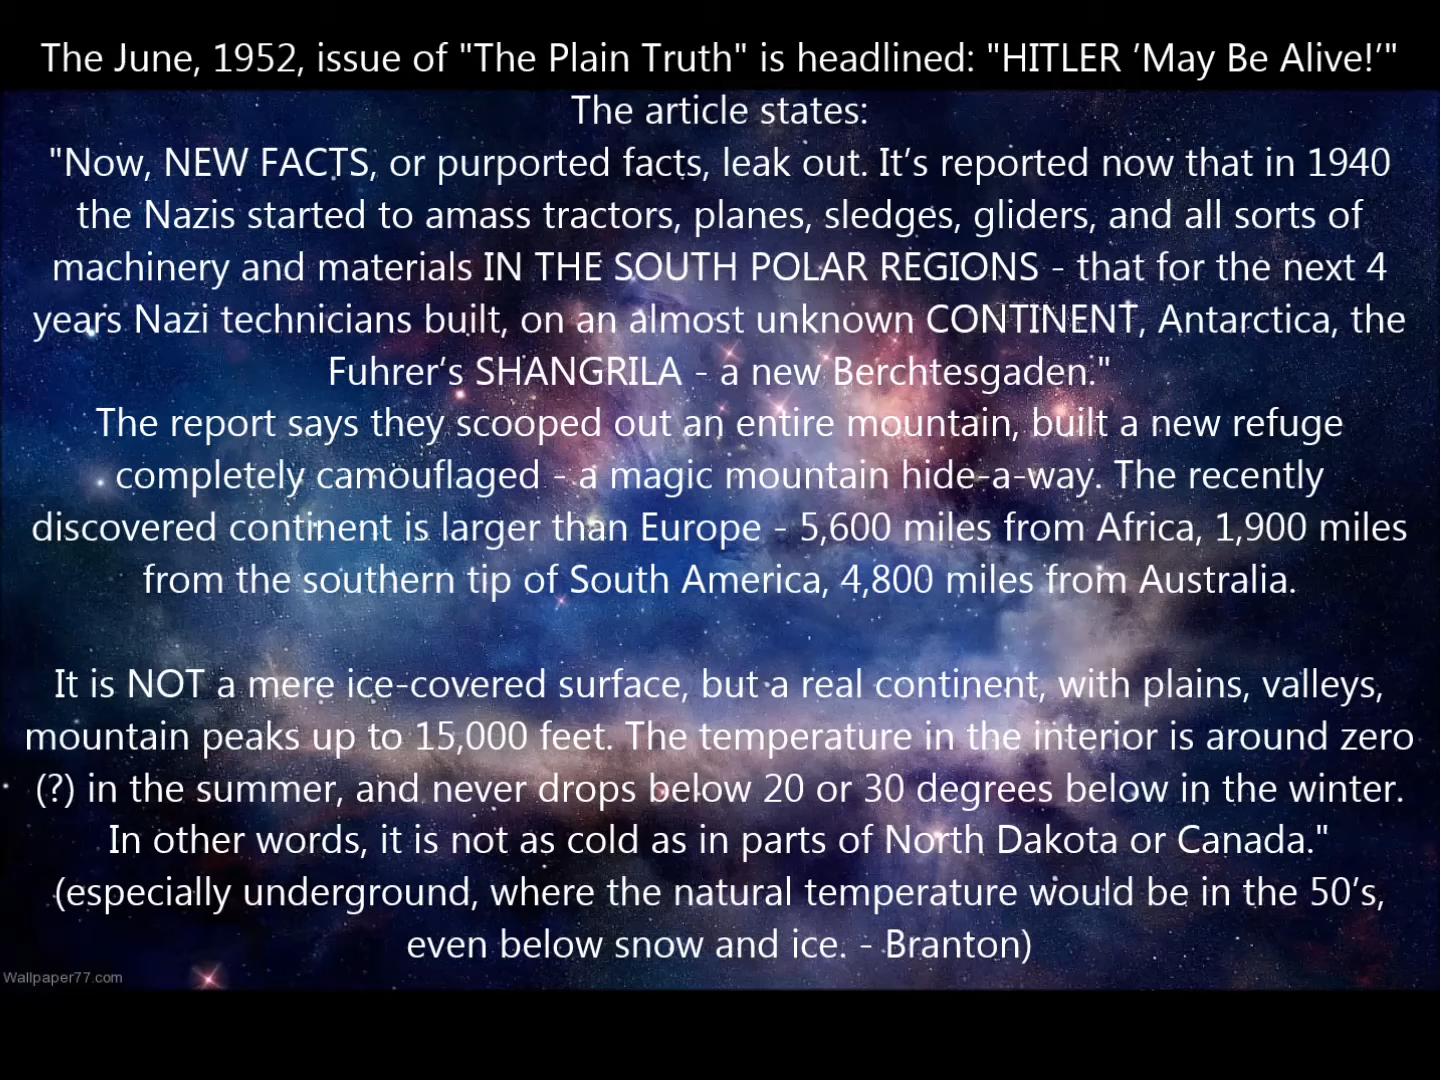 The June, 1952, issue of "The Plain Truth" is headlined: "HITLER ‘May Be Alive!’"
The article states:
"Now, NEW FACTS, or purported facts, leak out. It’s reported now that in 1940
the Nazis started to amass tractors, planes, sledges, gliders, and all sorts of
machinery and materials IN THE SOUTH POLAR REGIONS - that for the next 4
years Nazi technicians built, on an almost unknown CONTINENT, Antarctica, the
Fuhrer‘s SHANGRILA - a new Berchtesgaden."
The report says they scooped out an entire mountain, built a new refuge
completely camouflaged - a magic mountain hide-a-way. The recently
discovered continent is larger than Europe - 5,600 miles from Africa, 1,900 miles
from the southern tip of South America, 4,800 miles from Australia.
It is NOT a mere ice-covered surface, but a real continent, with plains, valleys,
mountain peaks up to 15,000 feet. The temperature in the interior is around zero
(?) in the summer, and never drops below 20 or 30 degrees below in the winter.
In other words, it is not as cold as in parts of North Dakota or Canada."
(especially underground, where the natural temperature would be in the 50’s,
even below snow and ice. - Branton)
Wallpaper77.com